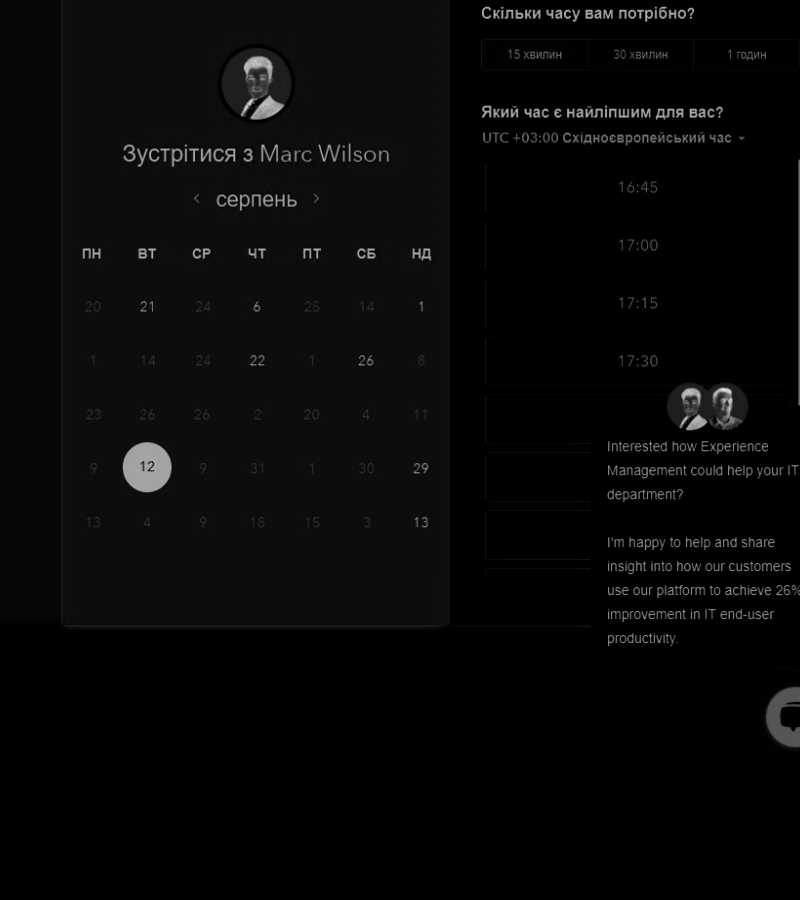 Зустрітися з Marc Wilson
серпень
ПН ВТ СР ЧТ ПТ СБ НД
20 21 24 6 25 14 1
1 14 24 22 1 26 8
23 26 26 2 20 4 11
9 12 9 31 1 30 29
13 4 9 18 15 3 13
Скільки часу вам потрібно?
15 хвилин 30 хвилин 1 годин
Який час є найліпшим для вас?
UTC +03:00 Східноєвропейський час
16:45
17:00
17:15
17:30
Interested how Experience
Management could help your IT
department?
I'm happy to help and share
insight into how our customers
use our platform to achieve 26%
improvement in IT end-user
productivity.